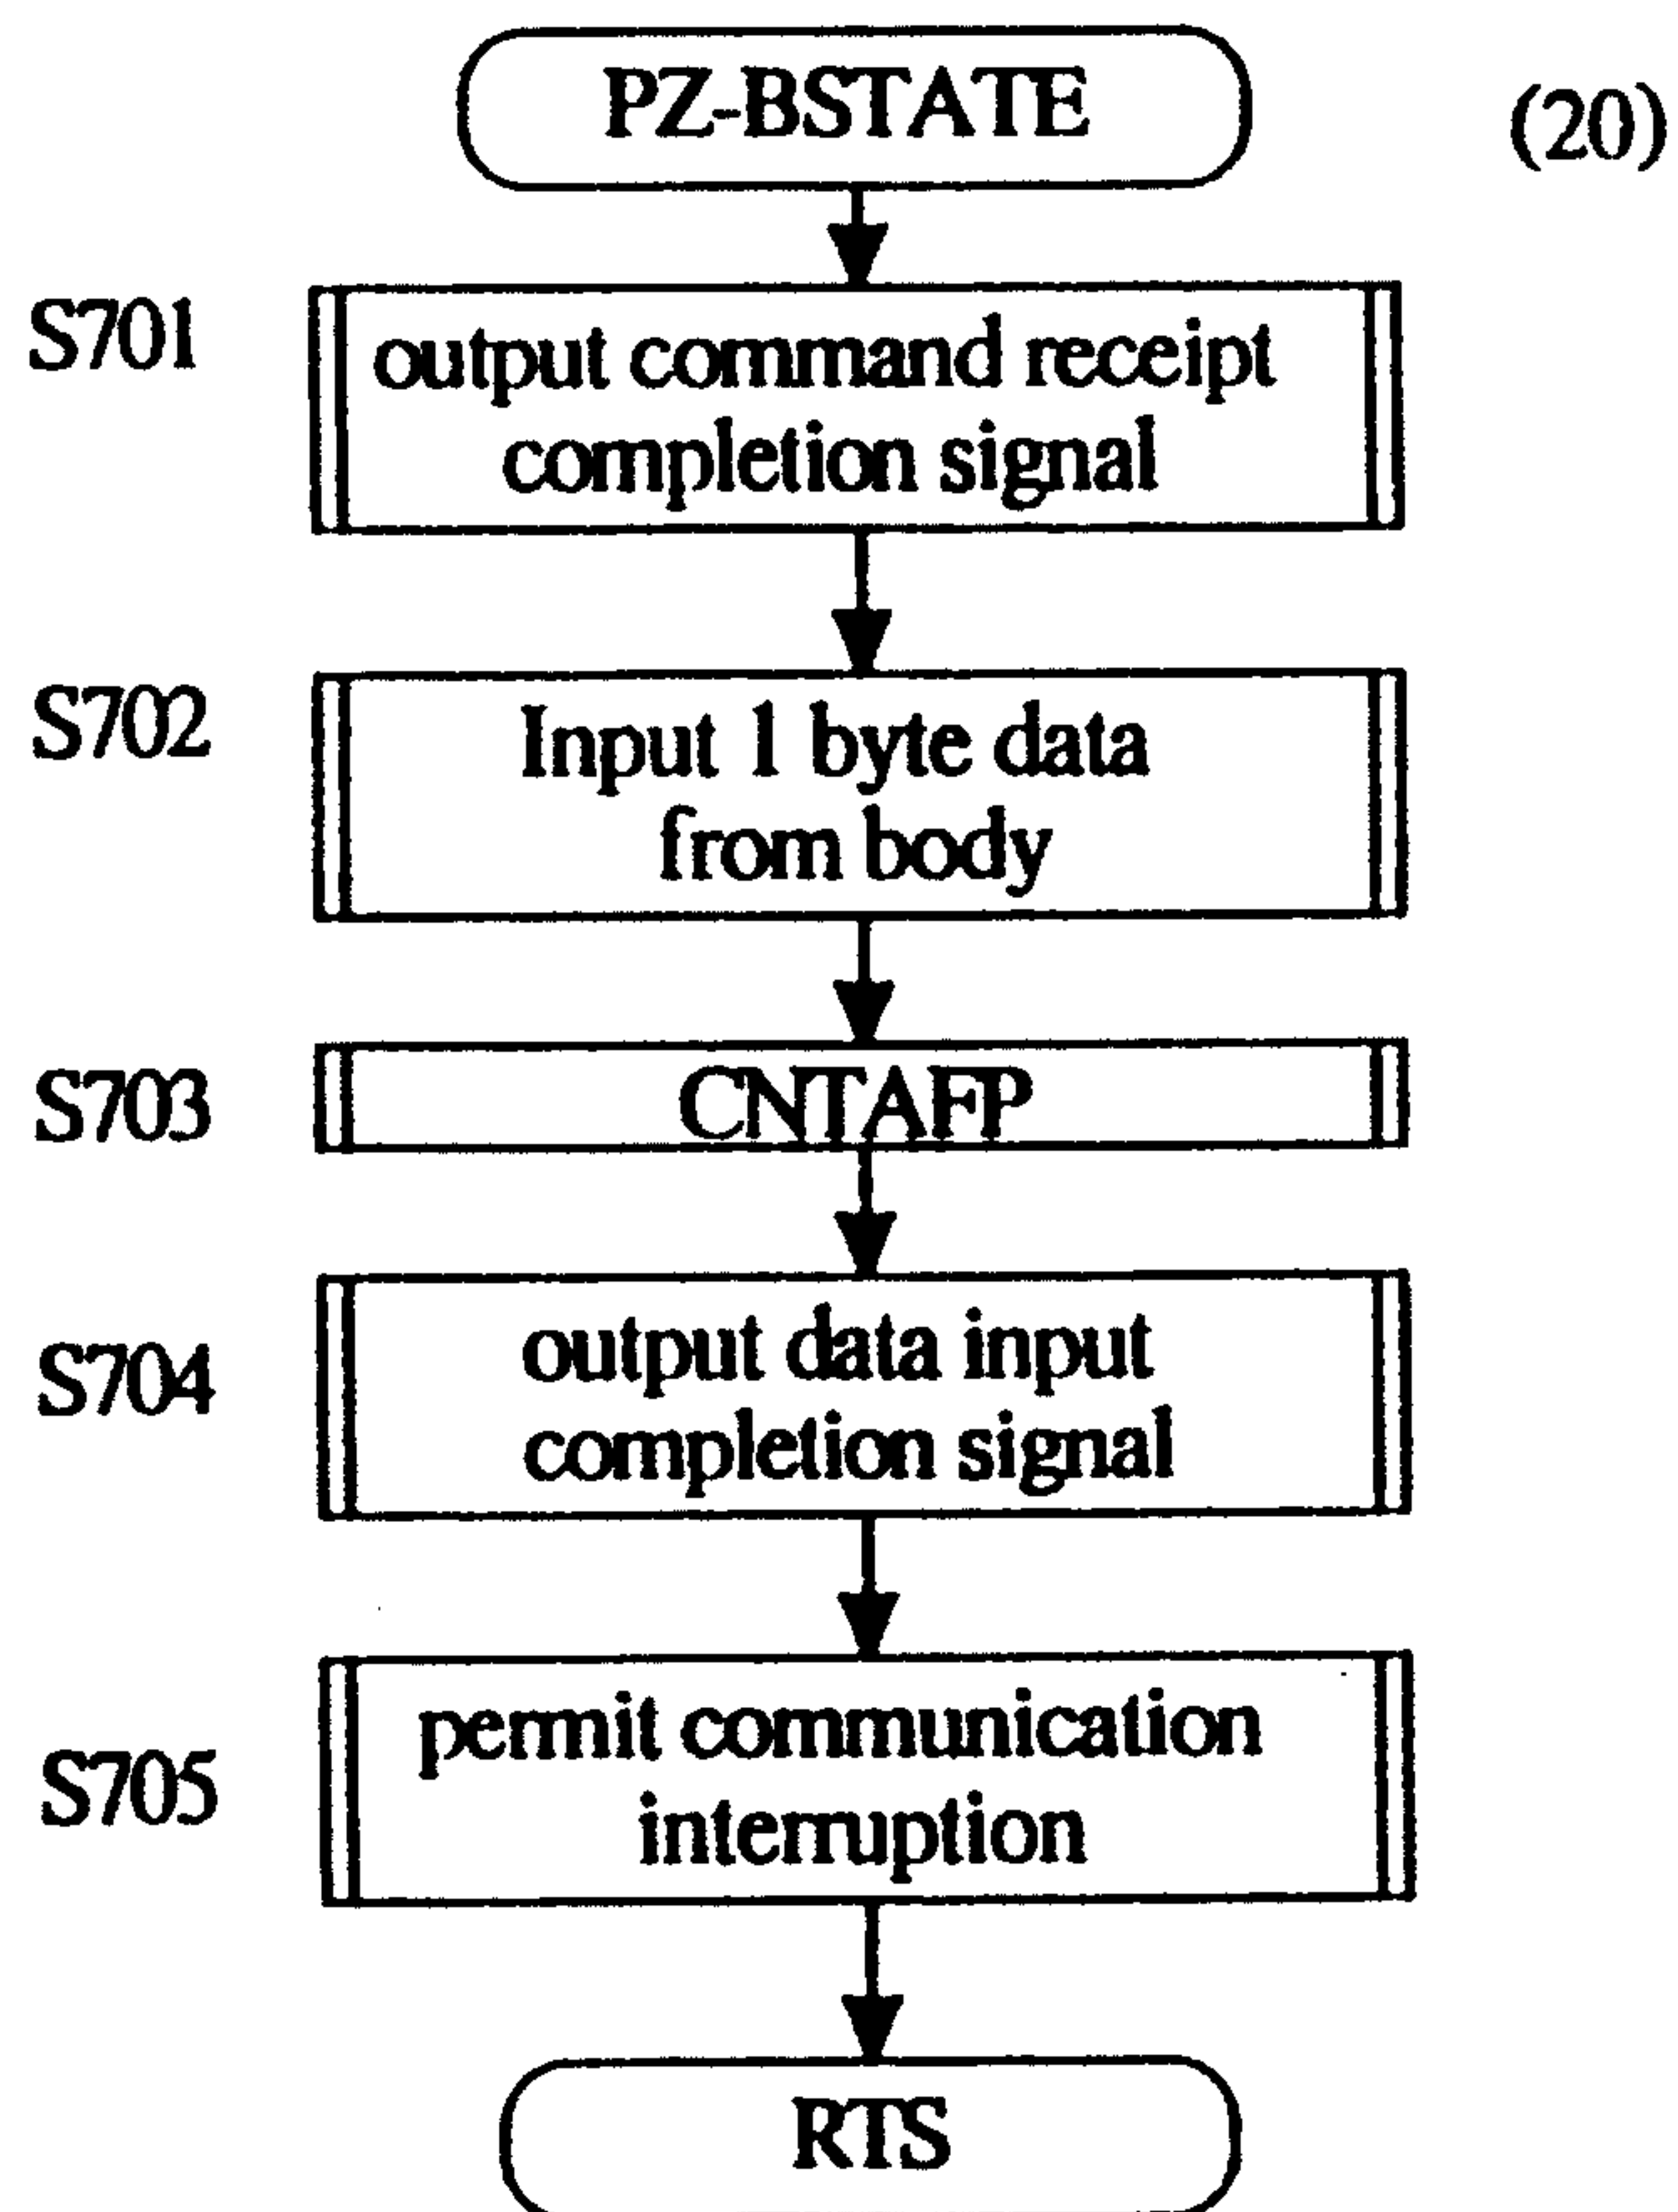 PZ-BSTATE
(20)
S701
output command receipt
completion signal
S702
Input 1 byte data
from body
S703
CNTAFP
S704
output data input
completion signal
S705
permit communication
interruption
RTS